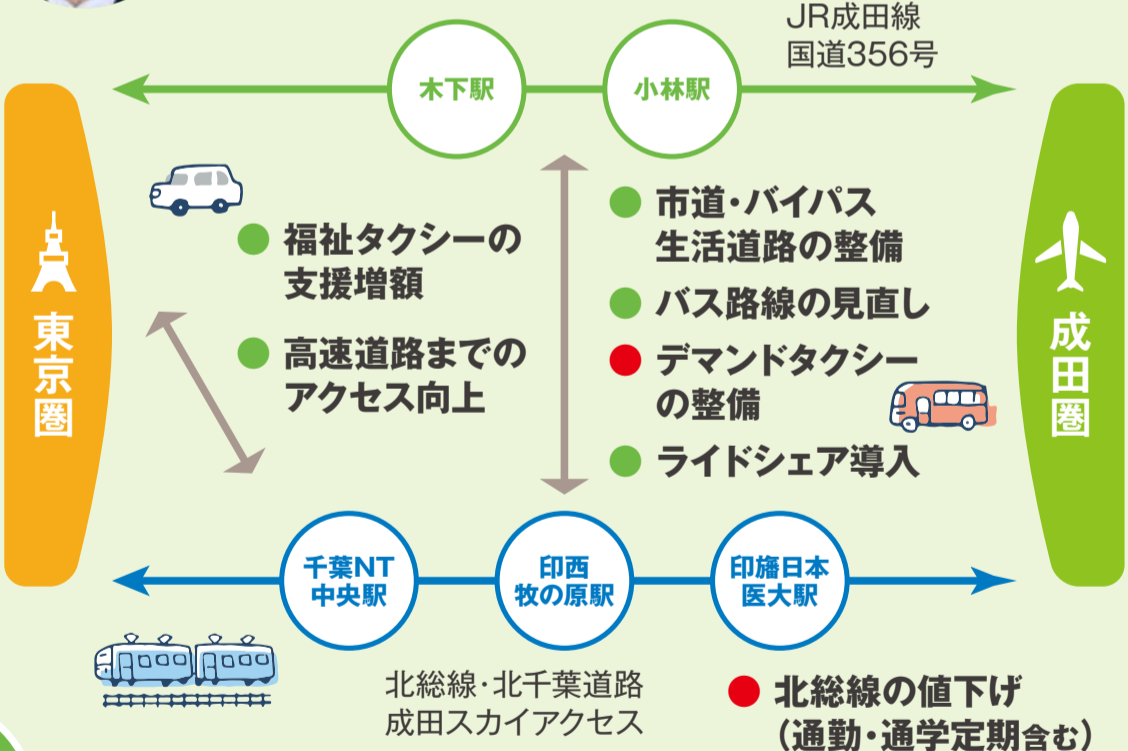 JR成田線
国道356号
木下駅
小林駅
東京圏
成田圏
福祉タクシーの
支援増額
高速道路までの
アクセス向上
市道・バイパス
生活道路の整備
バス路線の見直し
デマンドタクシー
の整備
ライドシェア導入
千葉NT
中央駅
印西
牧の原駅
印旛日本
医大駅
北総線・北千葉道路
成田スカイアクセス
北総線の値下げ
（通勤・通学定期含む）